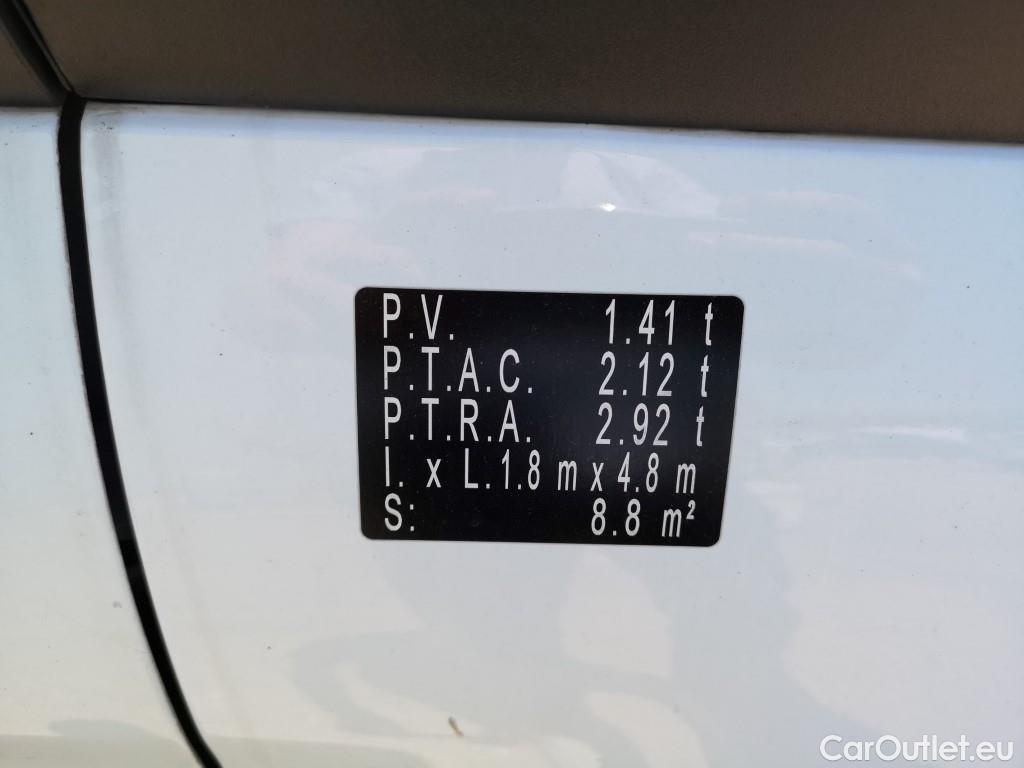 P.V. 1.41 t
P.T.A.C. 2.12 t
P.T.R.A. 2.92 t
l. x L.1.8 m x 4.8 m
S: 8.8 m²
CarOutlet.eu